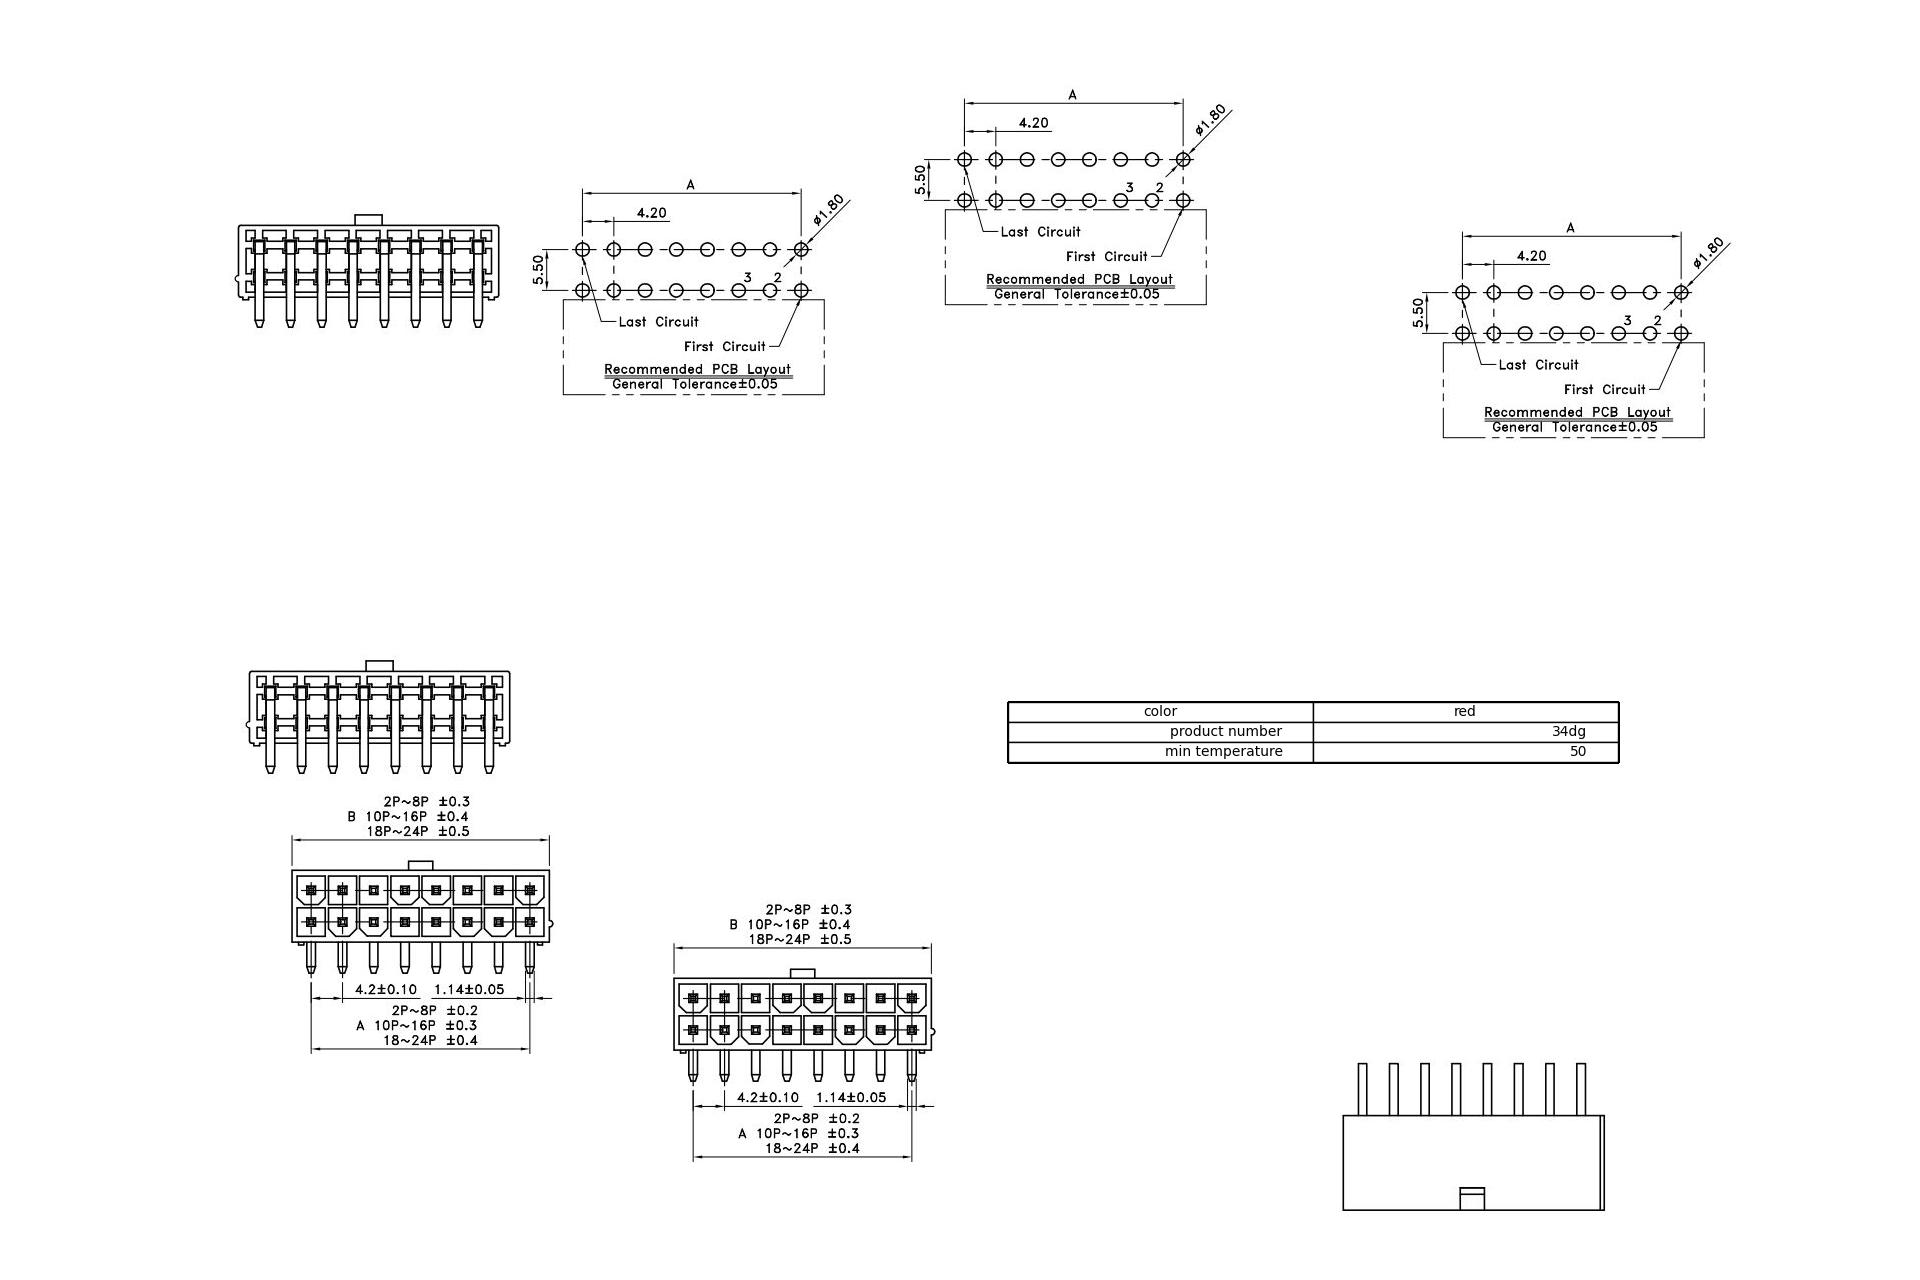 A
4.20
ø1.80
5.50
3 2
Last Circuit
First Circuit
Recommended PCB Layout
General Tolerance±0.05
A
4.20
ø1.80
5.50
3 2
Last Circuit
First Circuit
Recommended PCB Layout
General Tolerance±0.05
A
4.20
ø1.80
5.50
3 2
Last Circuit
First Circuit
Recommended PCB Layout
General Tolerance±0.05
color red
product number 34dg
min temperature 50
2P~8P ±0.3
B 10P~16P ±0.4
18P~24P ±0.5
4.2±0.10 1.14±0.05
2P~8P ±0.2
A 10P~16P ±0.3
18~24P ±0.4
2P~8P ±0.3
B 10P~16P ±0.4
18P~24P ±0.5
4.2±0.10 1.14±0.05
2P~8P ±0.2
A 10P~16P ±0.3
18~24P ±0.4